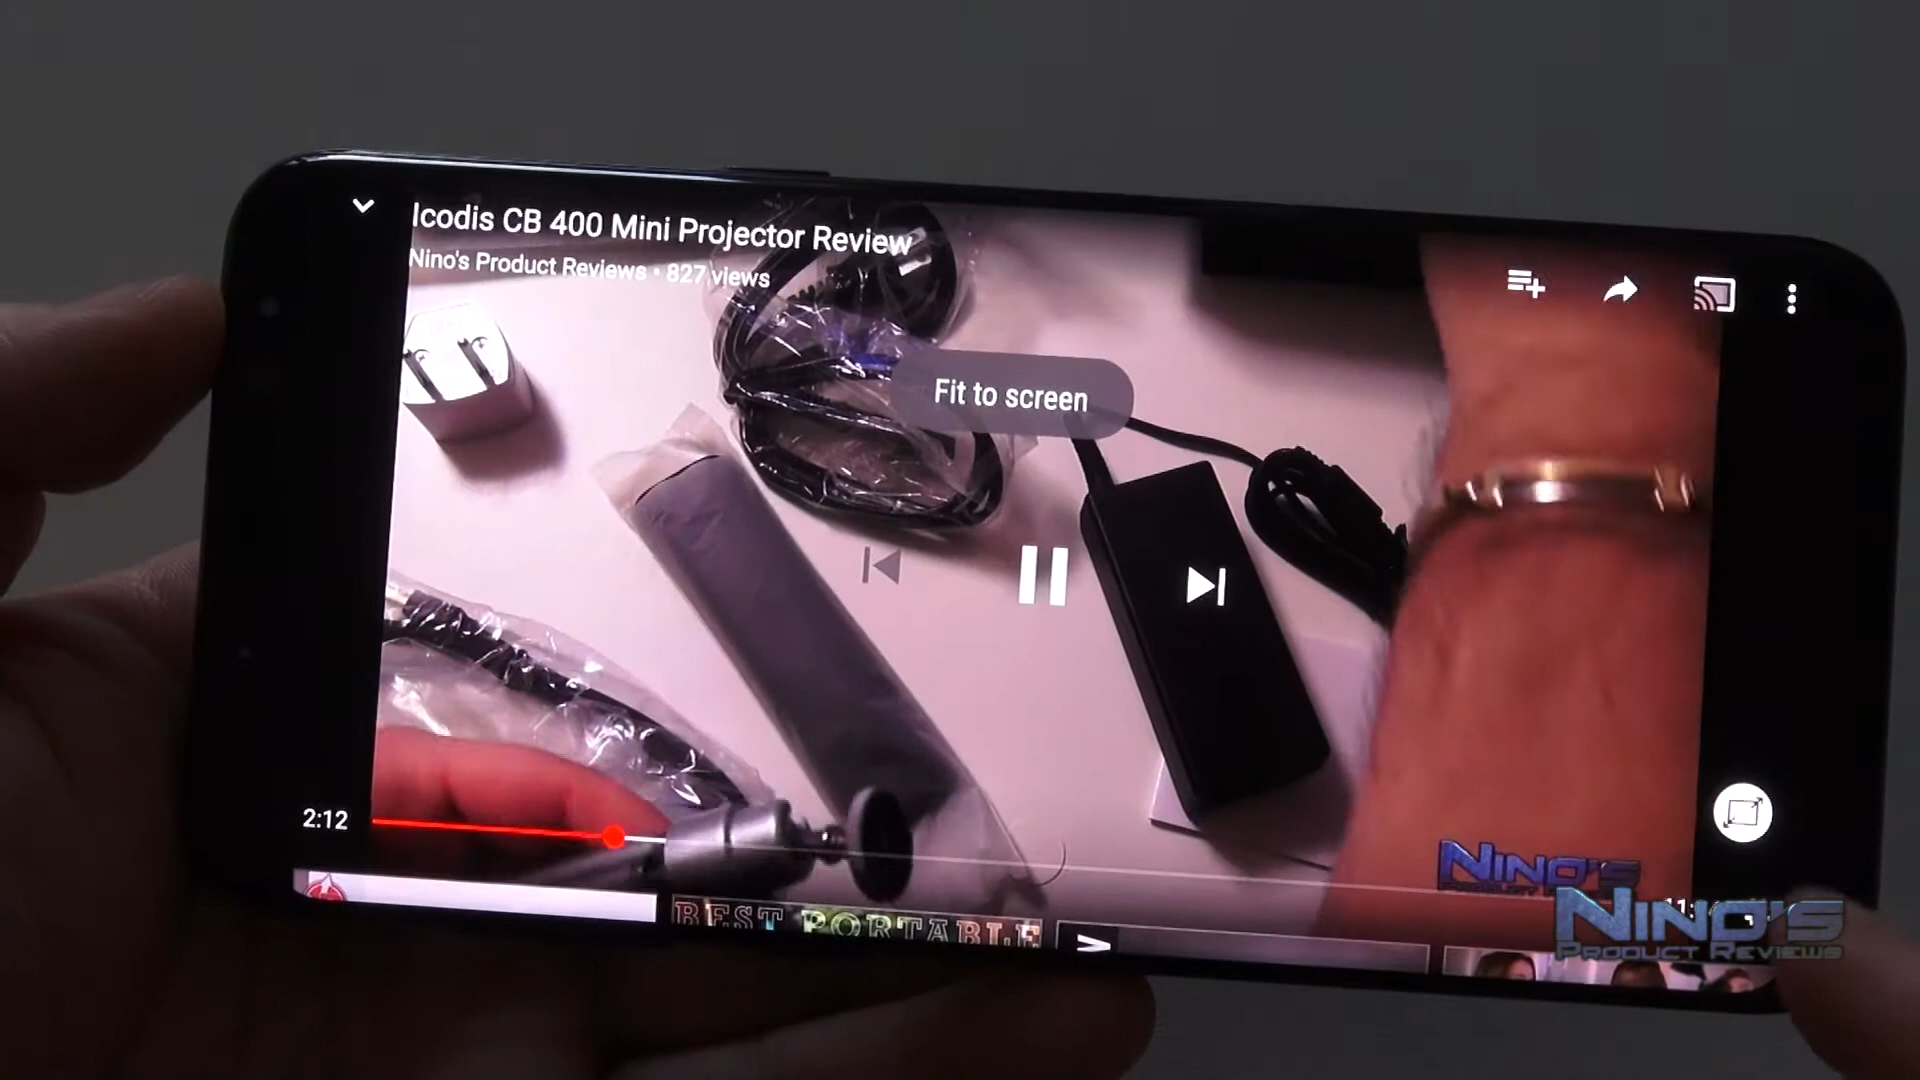 Icodis CB 400 Mini Projector Review
Nino's Product Reviews • 827 views
Fit to screen
2:12
NINO'S
BEST PORTABLE
NINO'S
PRODUCT REVIEWS